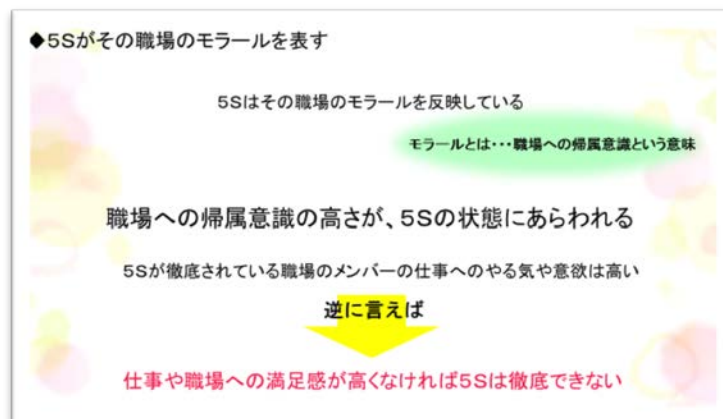 ◆5Sがその職場のモラールを表す
5Sはその職場のモラールを反映している
モラールとは・・・職場への帰属意識という意味
職場への帰属意識の高さが、5Sの状態にあらわれる
5Sが徹底されている職場のメンバーの仕事へのやる気や意欲は高い
逆に言えば
仕事や職場への満足感が高くなければ5Sは徹底できない